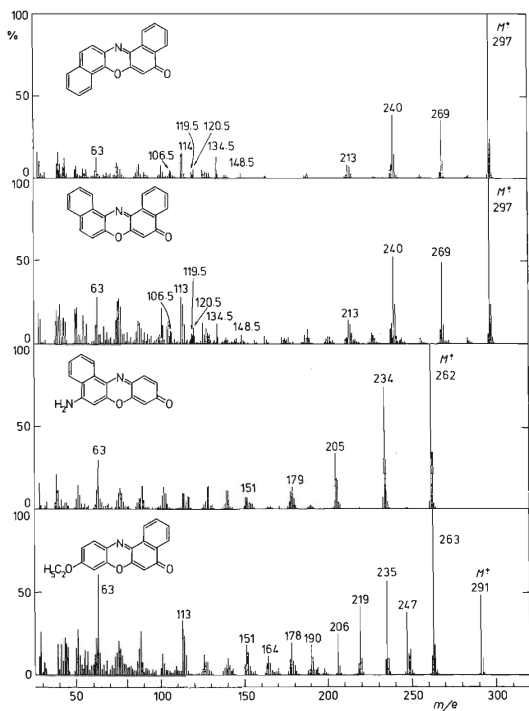 100
%
50
0
N
O
O
63
106.5
114
119.5
120.5
134.5
148.5
213
240
269
M⁺
297
100
50
0
N
O
O
63
106.5
113
119.5
120.5
134.5
148.5
213
240
269
M⁺
297
100
50
0
H₂N
N
O
O
63
151
179
205
234
M⁺
262
100
50
0
H₅C₂O
N
O
O
63
113
151
164
178
190
206
219
235
247
263
M⁺
291
50 100 150 200 250 300
m/e